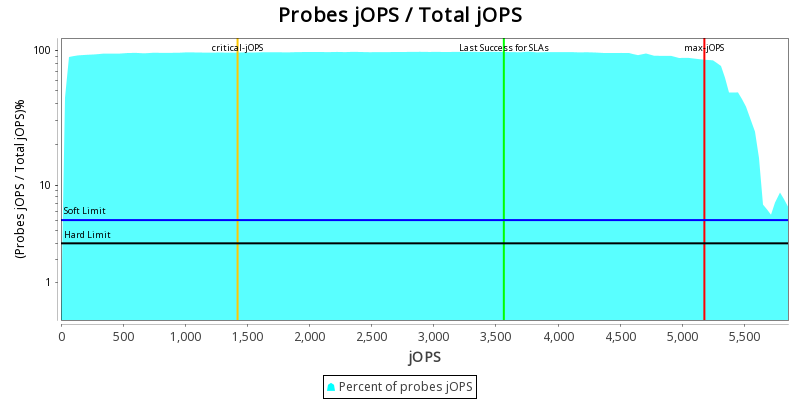 Probes jOPS / Total jOPS
critical-jOPS
Last Success for SLAs
max-jOPS
(Probes jOPS / Total jOPS)%
100
10
1
Soft Limit
Hard Limit
0
500
1,000
1,500
2,000
2,500
3,000
3,500
4,000
4,500
5,000
5,500
jOPS
Percent of probes jOPS